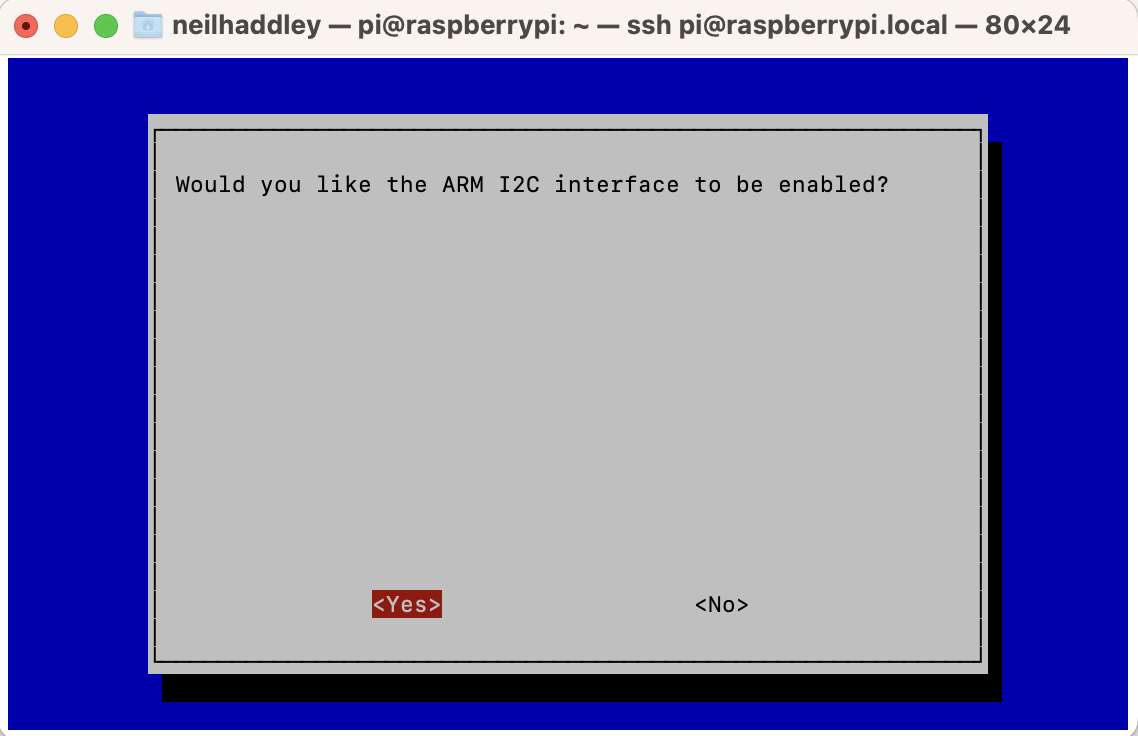 neilhaddley — pi@raspberrypi: ~ — ssh pi@raspberrypi.local — 80×24
Would you like the ARM I2C interface to be enabled?
<Yes> <No>